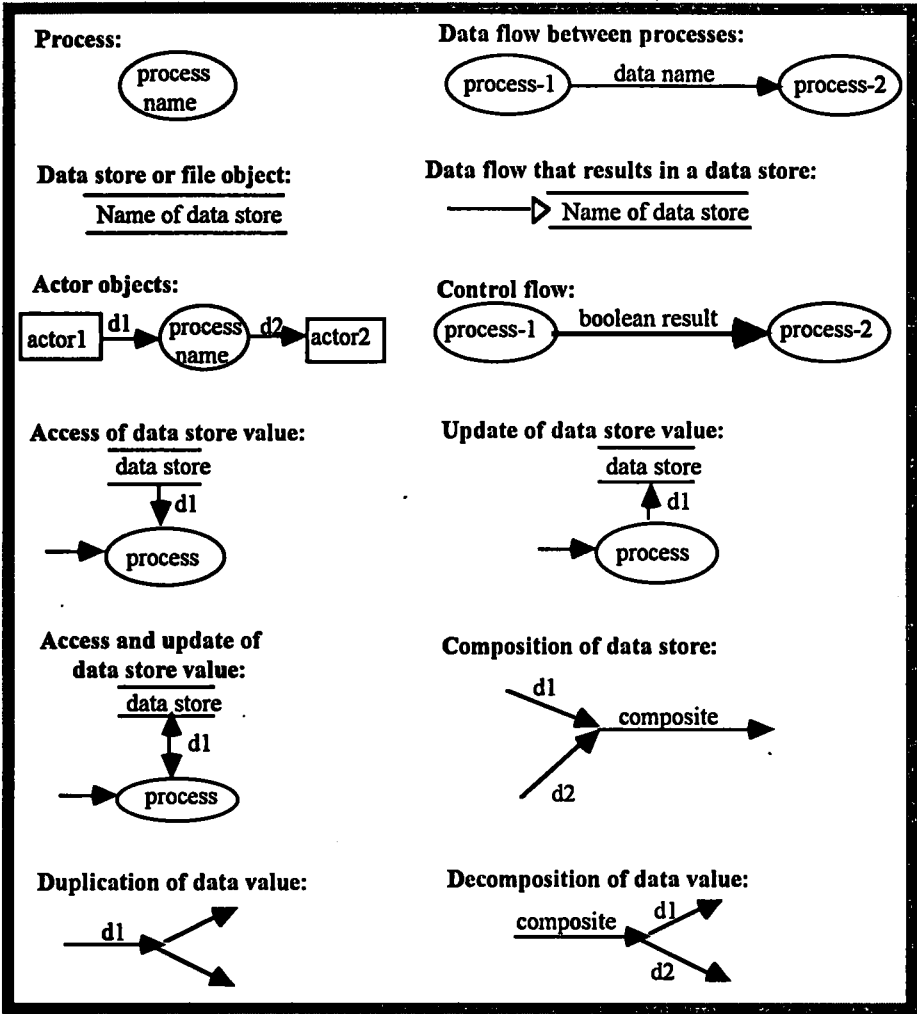 Process:
process
name
Data flow between processes:
process-1
data name
process-2
Data store or file object:
Name of data store
Data flow that results in a data store:
Name of data store
Actor objects:
actor1
d1
process
name
d2
actor2
Control flow:
process-1
boolean result
process-2
Access of data store value:
data store
d1
process
Update of data store value:
data store
d1
process
Access and update of
data store value:
data store
d1
process
Composition of data store:
d1
composite
d2
Duplication of data value:
d1
Decomposition of data value:
composite
d1
d2